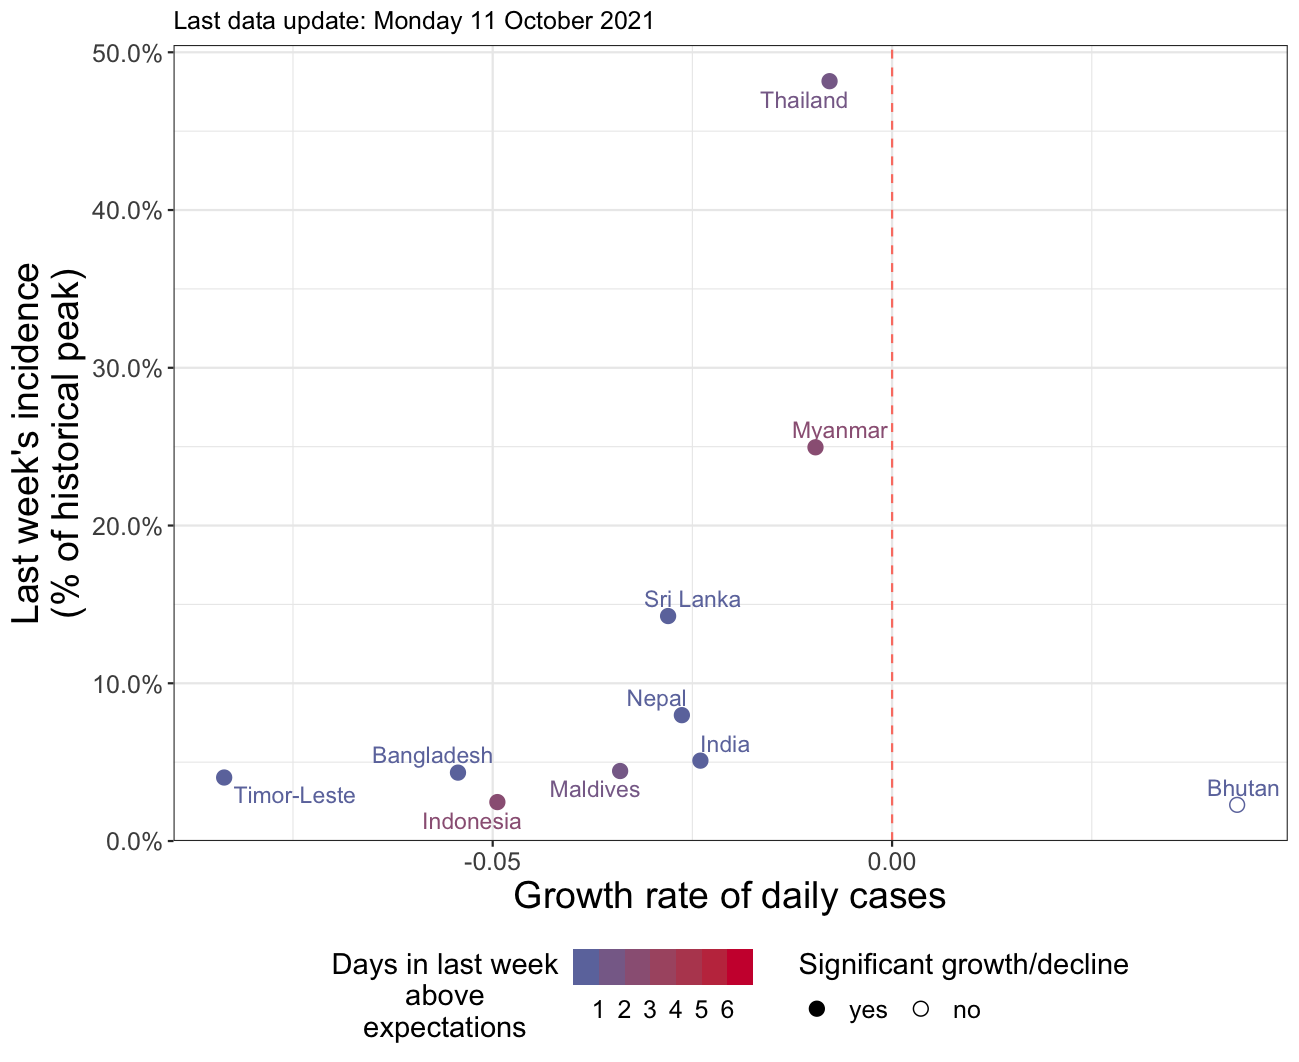 Last data update: Monday 11 October 2021
50.0%
40.0%
30.0%
20.0%
10.0%
0.0%
Last week's incidence
(% of historical peak)
Thailand
Myanmar
Sri Lanka
Nepal
India
Bangladesh
Maldives
Timor-Leste
Indonesia
Bhutan
-0.05
0.00
Growth rate of daily cases
Days in last week
above
expectations
1 2 3 4 5 6
Significant growth/decline
yes
no